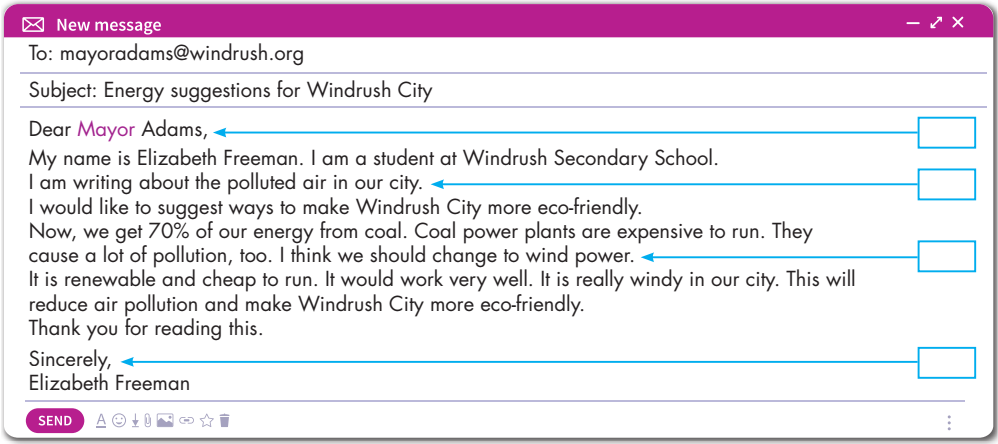 New message
To: mayoradams@windrush.org
Subject: Energy suggestions for Windrush City
Dear Mayor Adams,
My name is Elizabeth Freeman. I am a student at Windrush Secondary School.
I am writing about the polluted air in our city.
I would like to suggest ways to make Windrush City more eco-friendly.
Now, we get 70% of our energy from coal. Coal power plants are expensive to run. They
cause a lot of pollution, too. I think we should change to wind power.
It is renewable and cheap to run. It would work very well. It is really windy in our city. This will
reduce air pollution and make Windrush City more eco-friendly.
Thank you for reading this.
Sincerely,
Elizabeth Freeman
SEND A